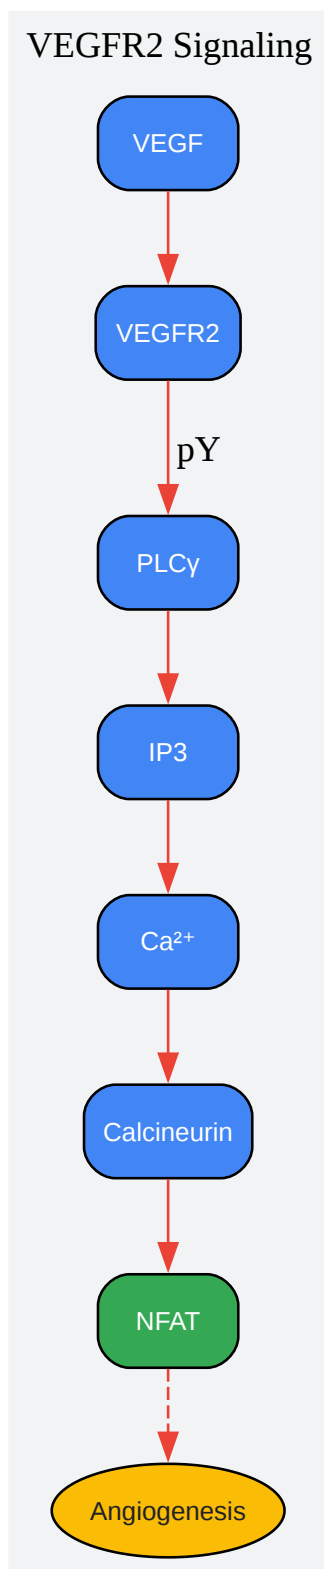 VEGFR2 Signaling
VEGF
VEGFR2
pY
PLCγ
IP3
Ca²⁺
Calcineurin
NFAT
Angiogenesis